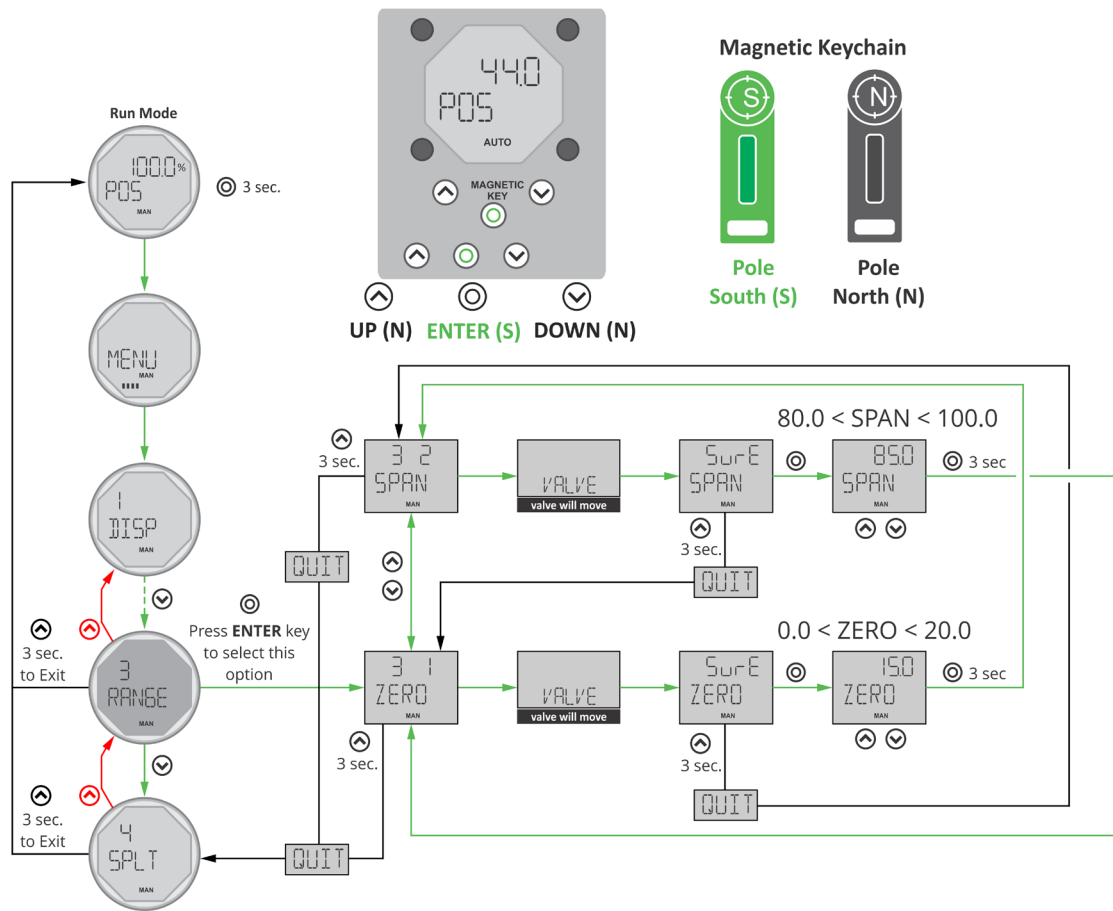 44.0
POS
AUTO
MAGNETIC
KEY
UP (N) ENTER (S) DOWN (N)
Magnetic Keychain
S
N
Pole
South (S)
Pole
North (N)
Run Mode
100.0%
POS
MAN
3 sec.
MENU
MAN
1
DISP
MAN
3 sec.
to Exit
3
RANGE
MAN
Press ENTER key
to select this
option
3 sec.
to Exit
4
SPLT
MAN
3 sec.
3 2
SPAN
MAN
VALVE
valve will move
SurE
SPAN
MAN
80.0 < SPAN < 100.0
85.0
SPAN
MAN
3 sec
3 sec.
QUIT
QUIT
3 1
ZERO
MAN
VALVE
valve will move
SurE
ZERO
MAN
0.0 < ZERO < 20.0
15.0
ZERO
MAN
3 sec
3 sec.
3 sec.
QUIT
QUIT